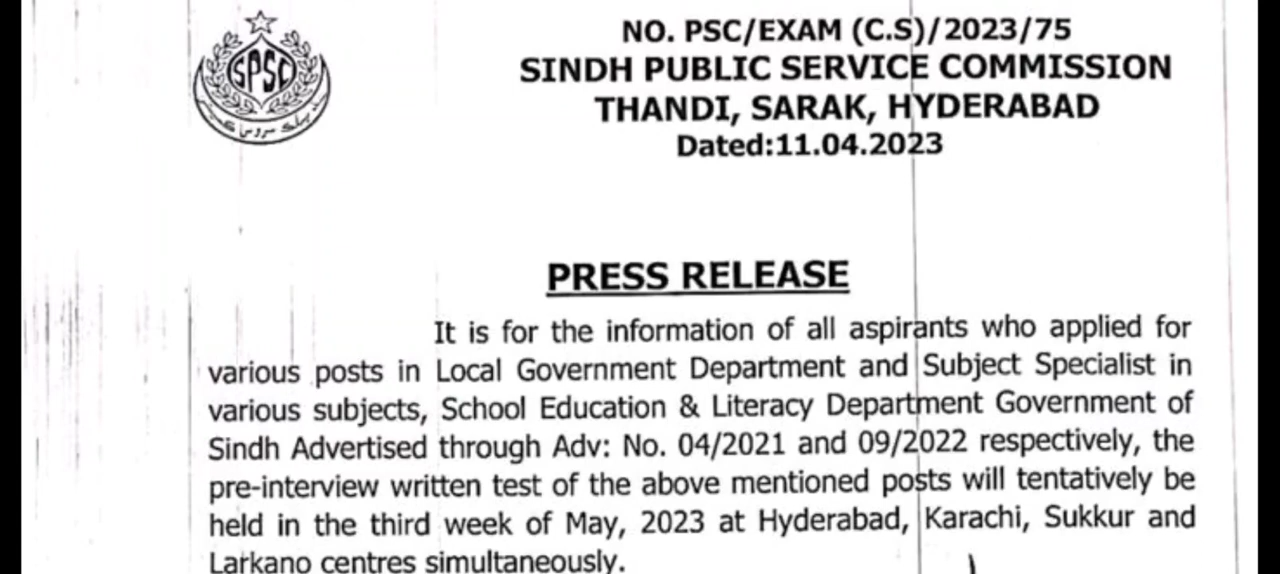 SPSC
NO. PSC/EXAM (C.S)/2023/75
SINDH PUBLIC SERVICE COMMISSION
THANDI, SARAK, HYDERABAD
Dated:11.04.2023
PRESS RELEASE
It is for the information of all aspirants who applied for
various posts in Local Government Department and Subject Specialist in
various subjects, School Education & Literacy Department Government of
Sindh Advertised through Adv: No. 04/2021 and 09/2022 respectively, the
pre-interview written test of the above mentioned posts will tentatively be
held in the third week of May, 2023 at Hyderabad, Karachi, Sukkur and
Larkano centres simultaneously.